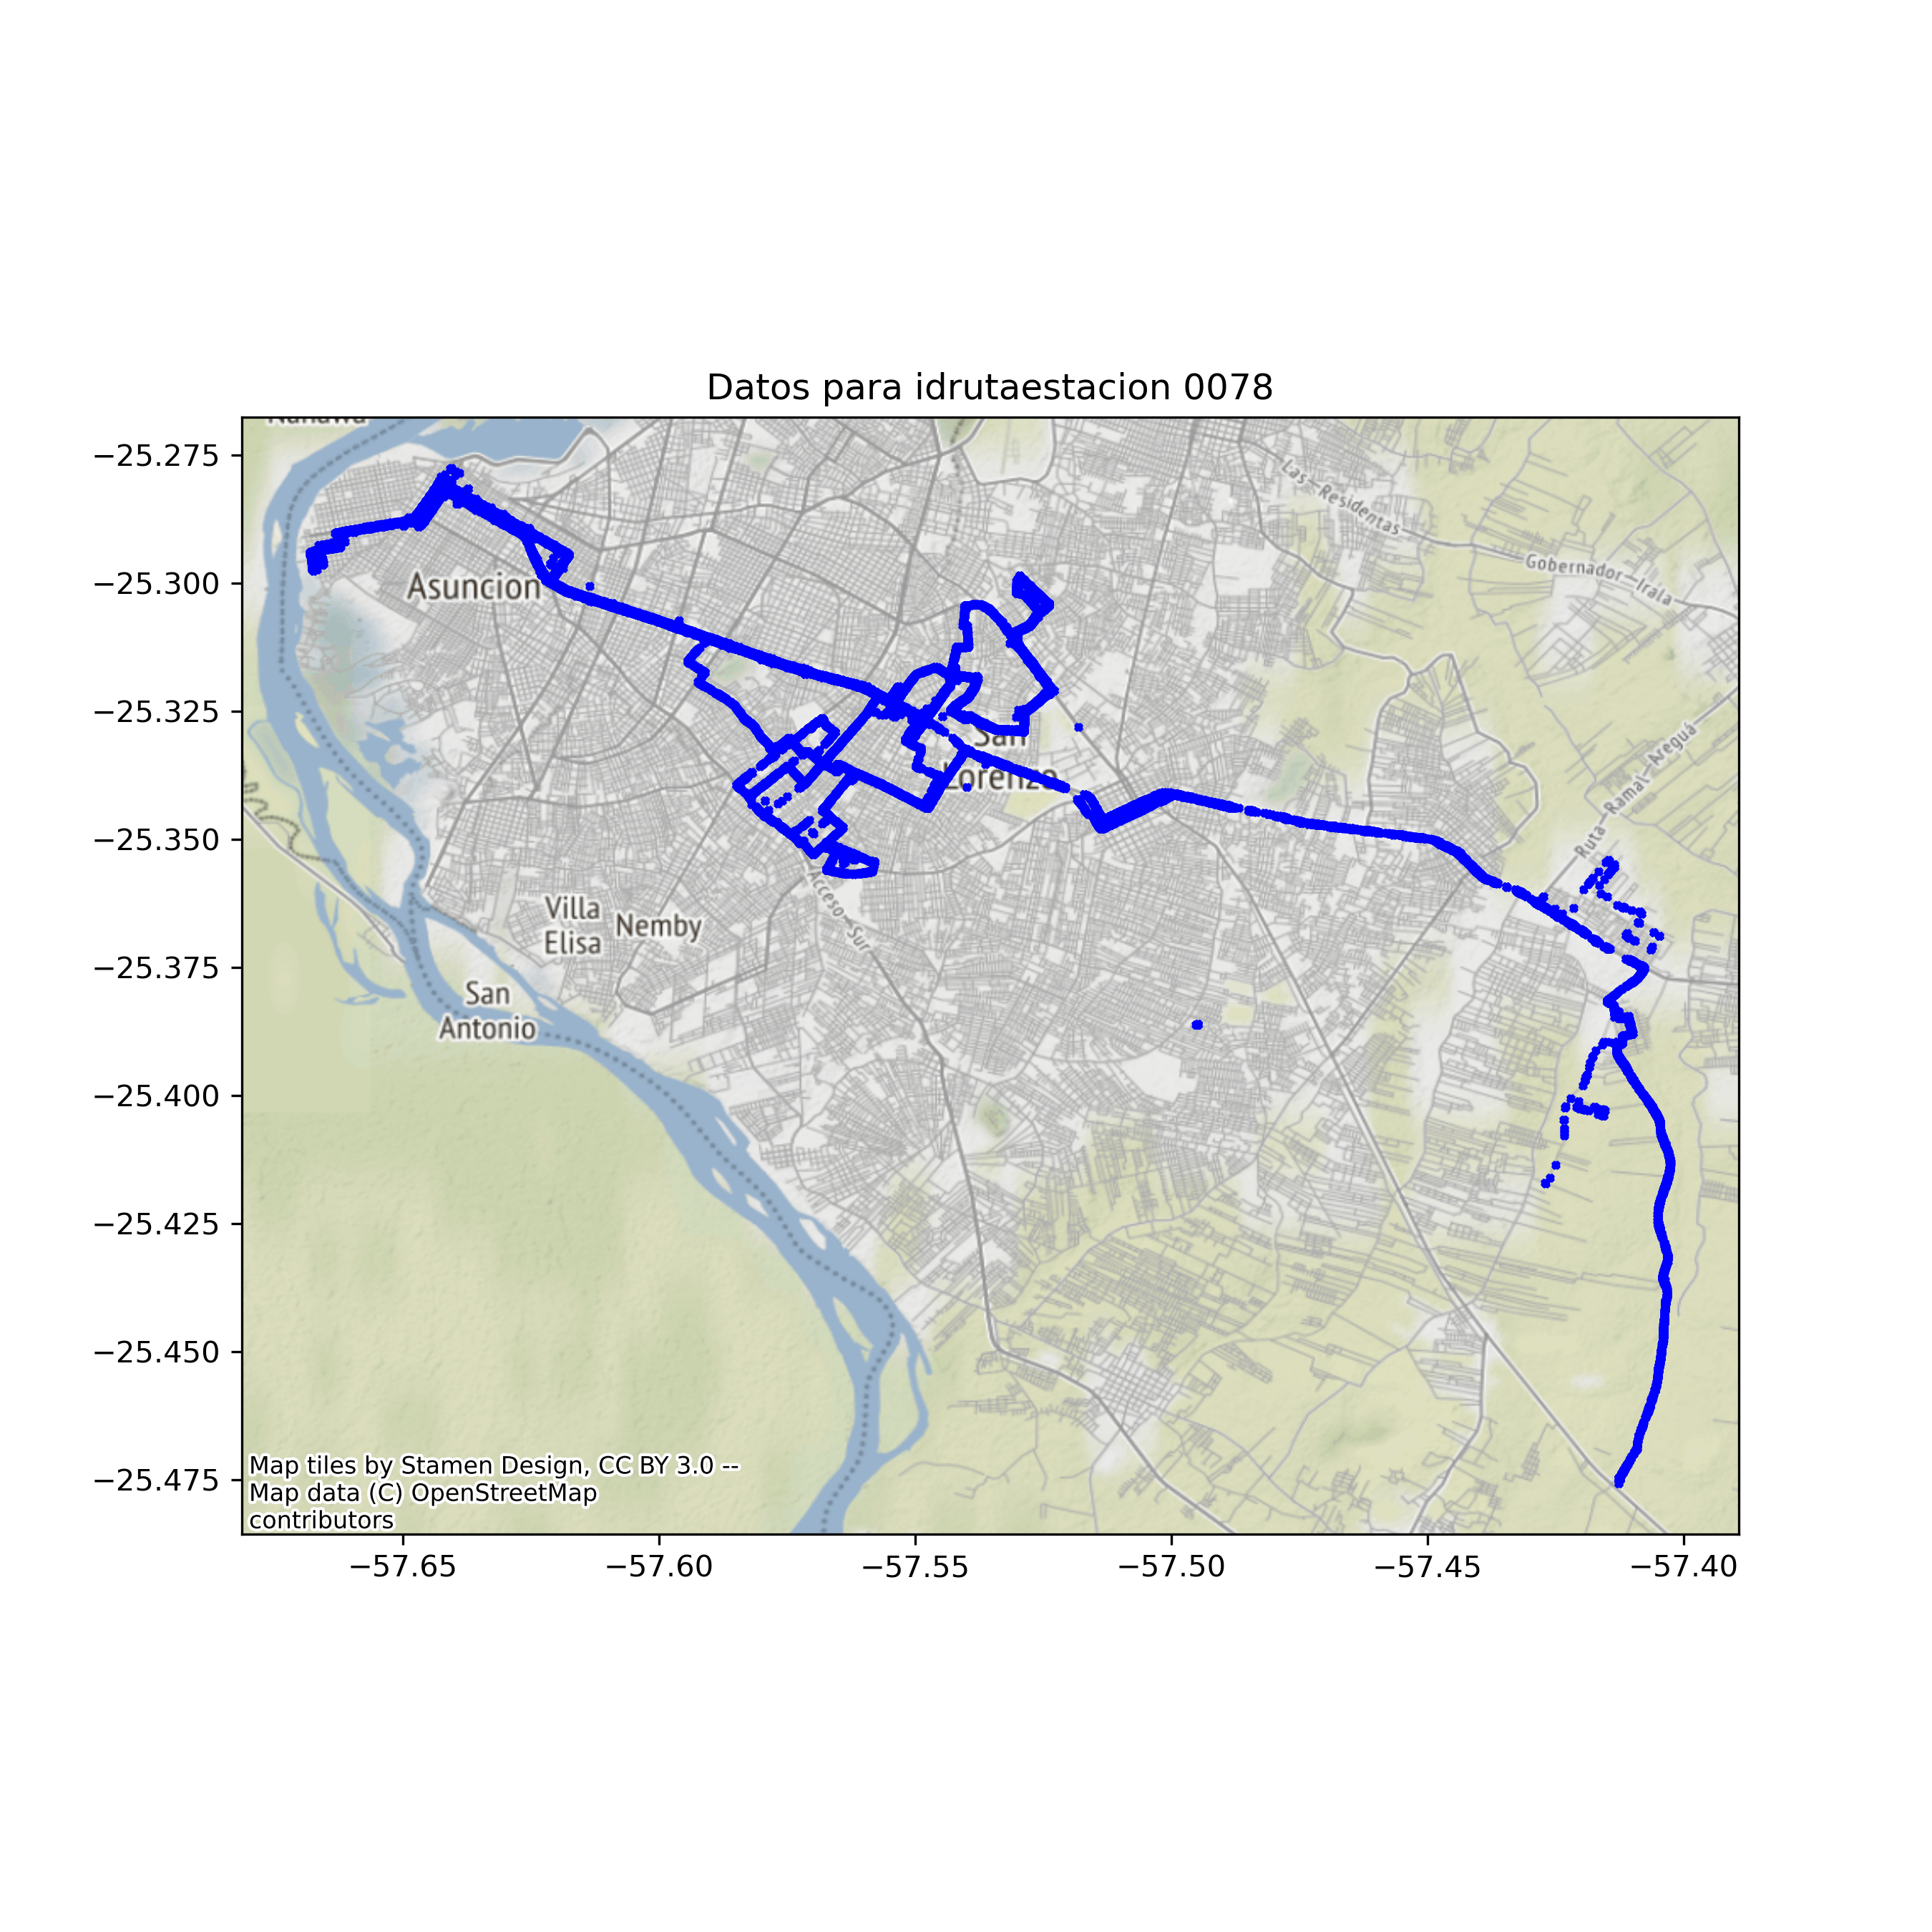 Datos para idrutaestacion 0078
Nanawa
−25.275
−25.300
−25.325
−25.350
−25.375
−25.400
−25.425
−25.450
−25.475
Las Residentas
Gobernador Irala
Asuncion
San
Lorenzo
Ruta Ramal Areguá
Acceso Sur
Villa
Elisa
Nemby
San
Antonio
Map tiles by Stamen Design, CC BY 3.0 --
Map data (C) OpenStreetMap
contributors
−57.65
−57.60
−57.55
−57.50
−57.45
−57.40